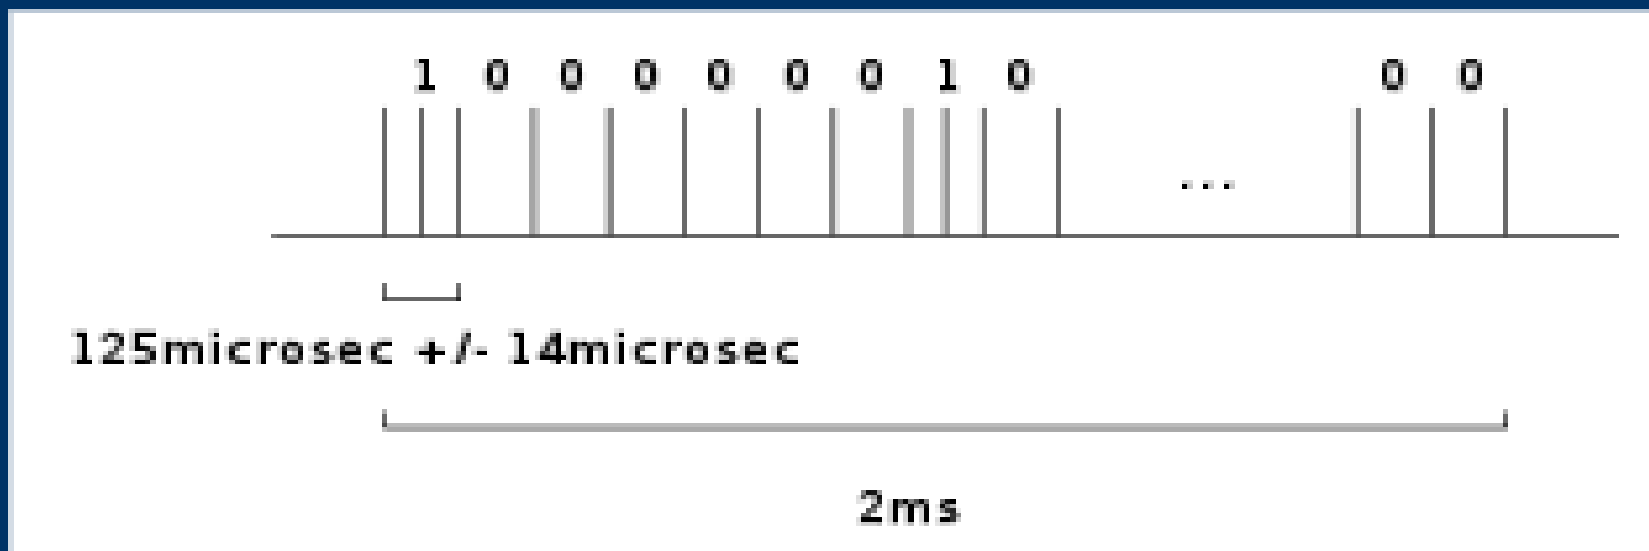 1 0 0 0 0 0 0 1 0 ... 0 0
125microsec +/- 14microsec
2ms